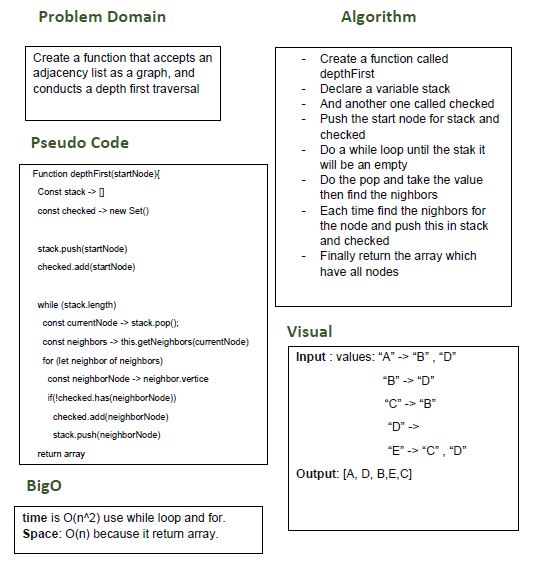 Problem Domain
Create a function that accepts an
adjacency list as a graph, and
conducts a depth first traversal
Pseudo Code
Function depthFirst(startNode){
Const stack -> []
const checked -> new Set()
stack.push(startNode)
checked.add(startNode)
while (stack.length)
const currentNode -> stack.pop();
const neighbors -> this.getNeighbors(currentNode)
for (let neighbor of neighbors)
const neighborNode -> neighbor.vertice
if(!checked.has(neighborNode))
checked.add(neighborNode)
stack.push(neighborNode)
return array
BigO
time is O(n^2) use while loop and for.
Space: O(n) because it return array.
Algorithm
- Create a function called
depthFirst
- Declare a variable stack
- And another one called checked
- Push the start node for stack and
checked
- Do a while loop until the stak it
will be an empty
- Do the pop and take the value
then find the nighbors
- Each time find the nighbors for
the node and push this in stack
and checked
- Finally return the array which
have all nodes
Visual
Input : values: “A” -> “B” , “D”
“B” -> “D”
“C” -> “B”
“D” ->
“E” -> “C” , “D”
Output: [A, D, B,E,C]